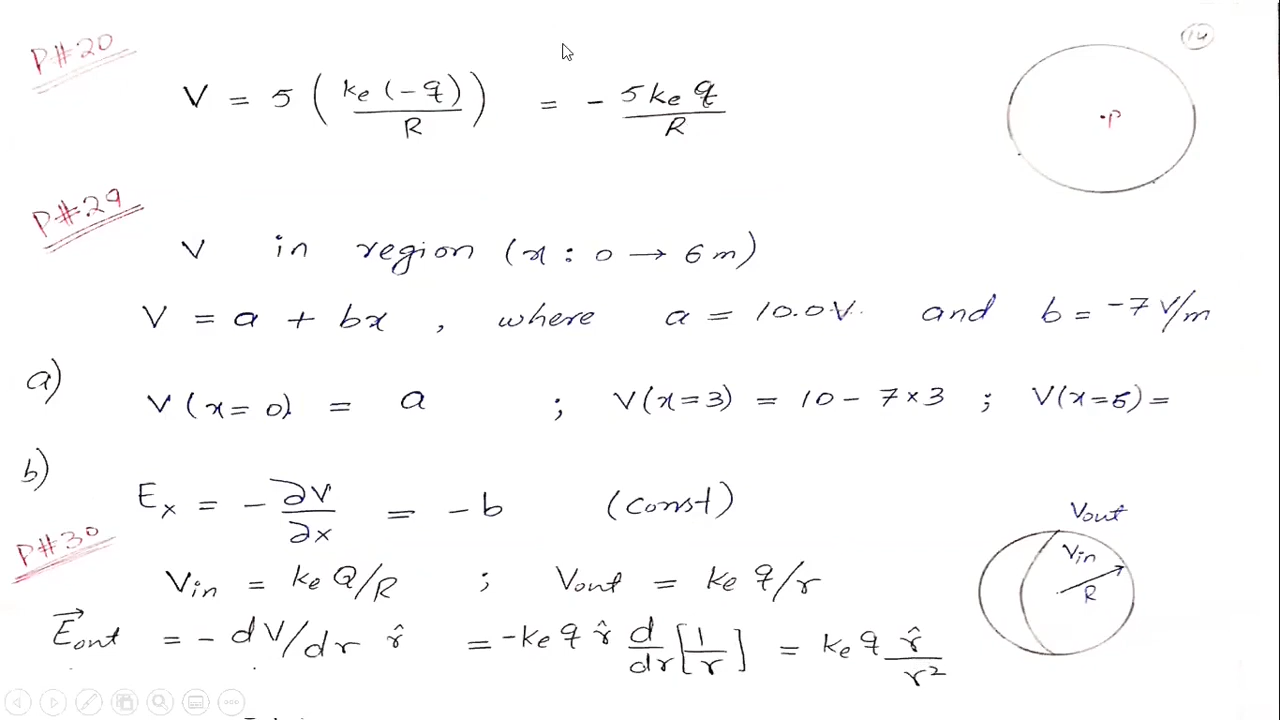 P#20
14
V = 5 ( ke (-q) / R ) = - 5 ke q / R
.P
P#29
V in region (x : 0 → 6 m)
V = a + bx , where a = 10.0 V. and b = -7 V/m
a)
V (x = 0) = a ; V(x=3) = 10 - 7×3 ; V(x=6) =
b)
Ex = - ∂V / ∂x = - b (const)
Vout
P#30
Vin
Vin = ke Q/R ; Vout = ke q/r
R
E⃗out = - dV/dr r̂ = -ke q r̂ d/dr [1/r] = ke q r̂ / r²